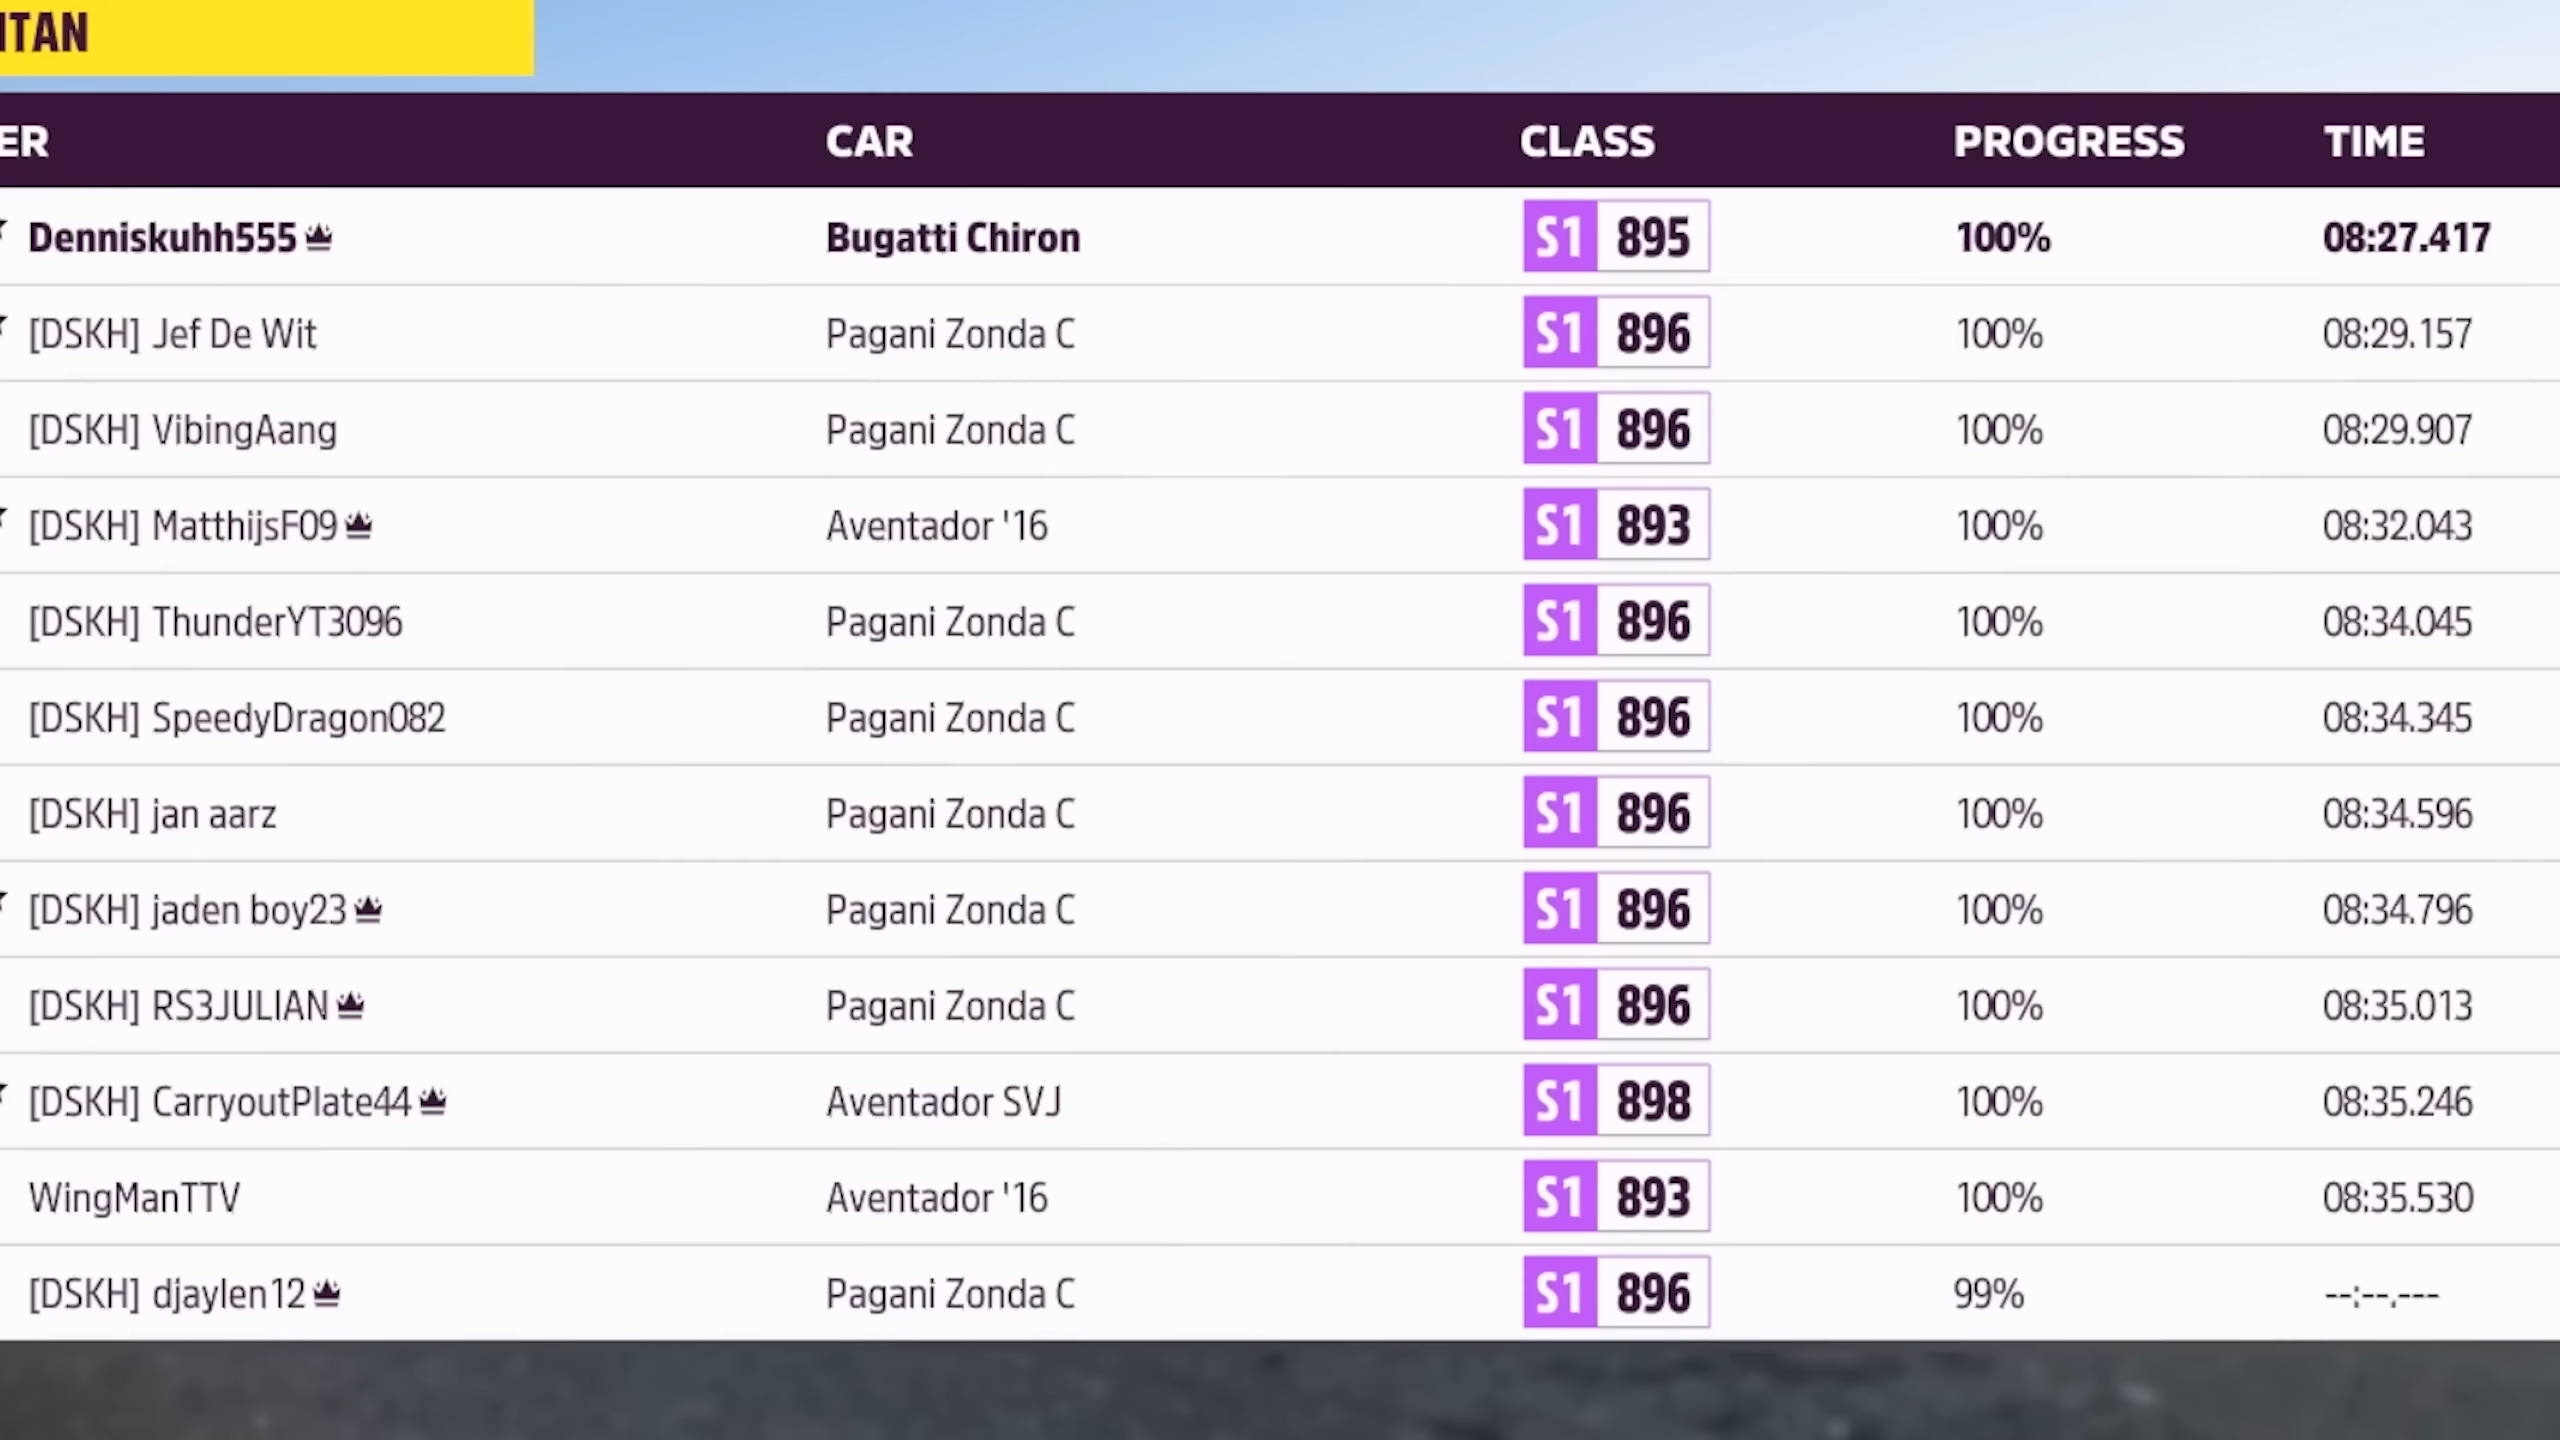 ITAN
ER CAR CLASS PROGRESS TIME
Denniskuhh555 Bugatti Chiron S1 895 100% 08:27.417
[DSKH] Jef De Wit Pagani Zonda C S1 896 100% 08:29.157
[DSKH] VibingAang Pagani Zonda C S1 896 100% 08:29.907
[DSKH] MatthijsF09 Aventador '16 S1 893 100% 08:32.043
[DSKH] ThunderYT3096 Pagani Zonda C S1 896 100% 08:34.045
[DSKH] SpeedyDragon082 Pagani Zonda C S1 896 100% 08:34.345
[DSKH] jan aarz Pagani Zonda C S1 896 100% 08:34.596
[DSKH] jaden boy23 Pagani Zonda C S1 896 100% 08:34.796
[DSKH] RS3JULIAN Pagani Zonda C S1 896 100% 08:35.013
[DSKH] CarryoutPlate44 Aventador SVJ S1 898 100% 08:35.246
WingManTTV Aventador '16 S1 893 100% 08:35.530
[DSKH] djaylen12 Pagani Zonda C S1 896 99% --:--.---